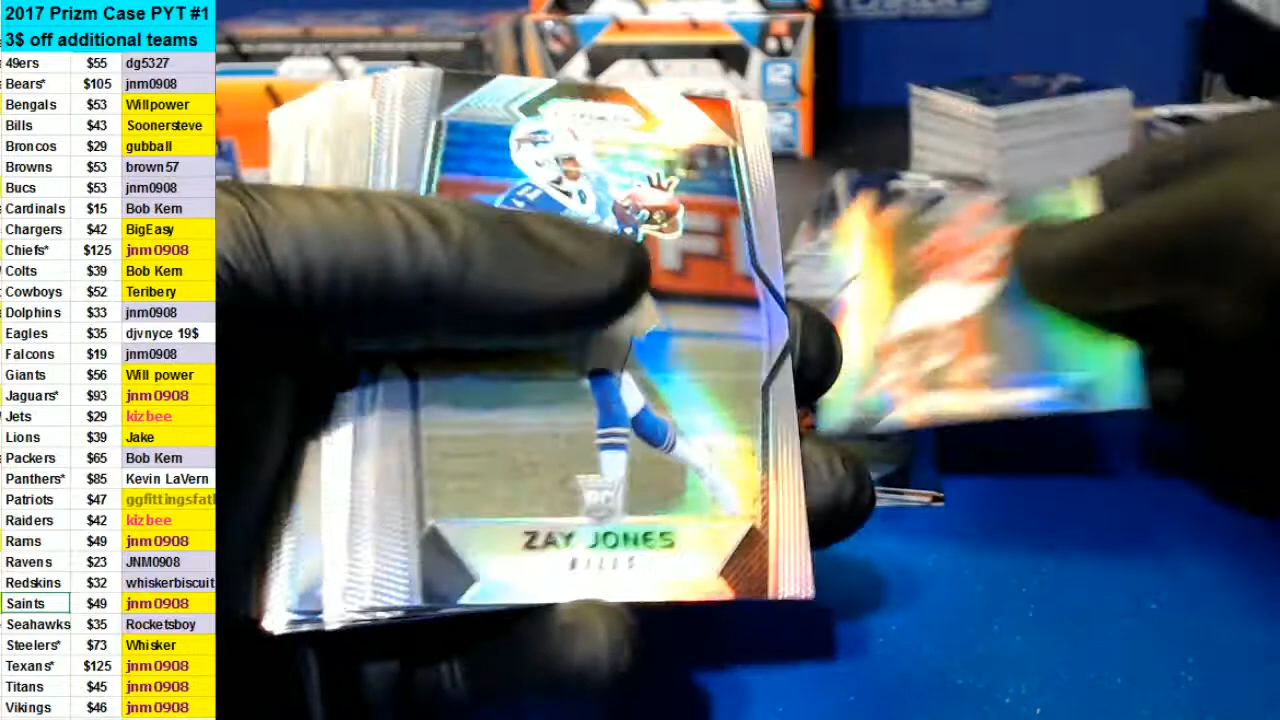 2017 Prizm Case PYT #1
3$ off additional teams
49ers $55 dg5327
Bears* $105 jnm0908
Bengals $53 Willpower
Bills $43 Soonersteve
Broncos $29 gubball
Browns $53 brown57
Bucs $53 jnm0908
Cardinals $15 Bob Kern
Chargers $42 BigEasy
Chiefs* $125 jnm0908
Colts $39 Bob Kern
Cowboys $52 Teribery
Dolphins $33 jnm0908
Eagles $35 djvnyce 19$
Falcons $19 jnm0908
Giants $56 Will power
Jaguars* $93 jnm0908
Jets $29 kizbee
Lions $39 Jake
Packers $65 Bob Kern
Panthers* $85 Kevin LaVern
Patriots $47 ggfittingsfatl
Raiders $42 kizbee
Rams $49 jnm0908
Ravens $23 JNM0908
Redskins $32 whiskerbiscuit
Saints $49 jnm0908
Seahawks $35 Rocketsboy
Steelers* $73 Whisker
Texans* $125 jnm0908
Titans $45 jnm0908
Vikings $46 jnm0908
RC
ZAY JONES
BILLS
12